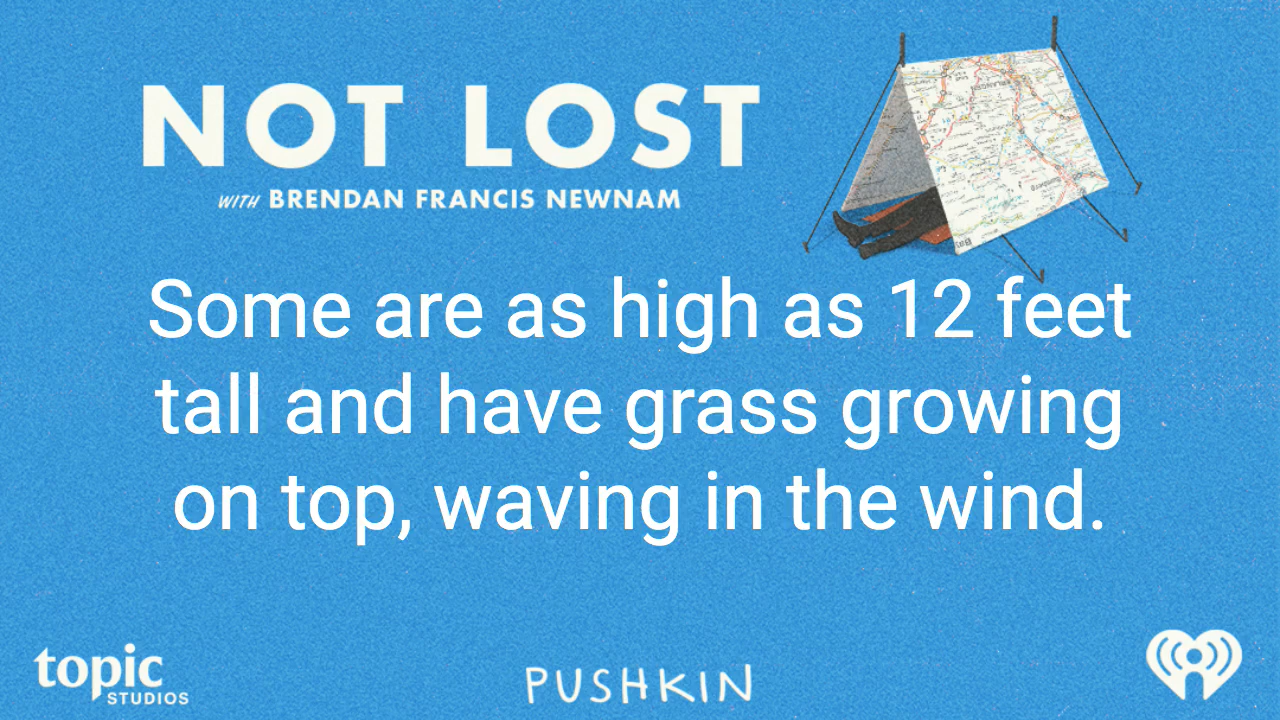 NOT LOST
WITH BRENDAN FRANCIS NEWNAM
Some are as high as 12 feet
tall and have grass growing
on top, waving in the wind.
topic
STUDIOS
PUSHKIN